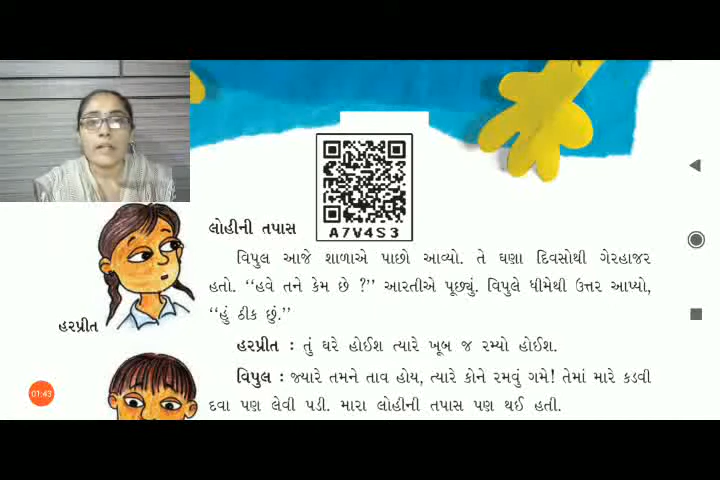 A7V4S3
લોહીની તપાસ
વિપુલ આજે શાળાએ પાછો આવ્યો. તે ઘણા દિવસોથી ગેરહાજર
હતો. “હવે તને કેમ છે ?” આરતીએ પૂછ્યું. વિપુલે ધીમેથી ઉત્તર આપ્યો,
“હું ઠીક છું.”
હરપ્રીત
હરપ્રીત : તું ઘરે હોઈશ ત્યારે ખૂબ જ રમ્યો હોઈશ.
વિપુલ : જ્યારે તમને તાવ હોય, ત્યારે કોને રમવું ગમે! તેમાં મારે કડવી
દવા પણ લેવી પડી. મારા લોહીની તપાસ પણ થઈ હતી.
01:43